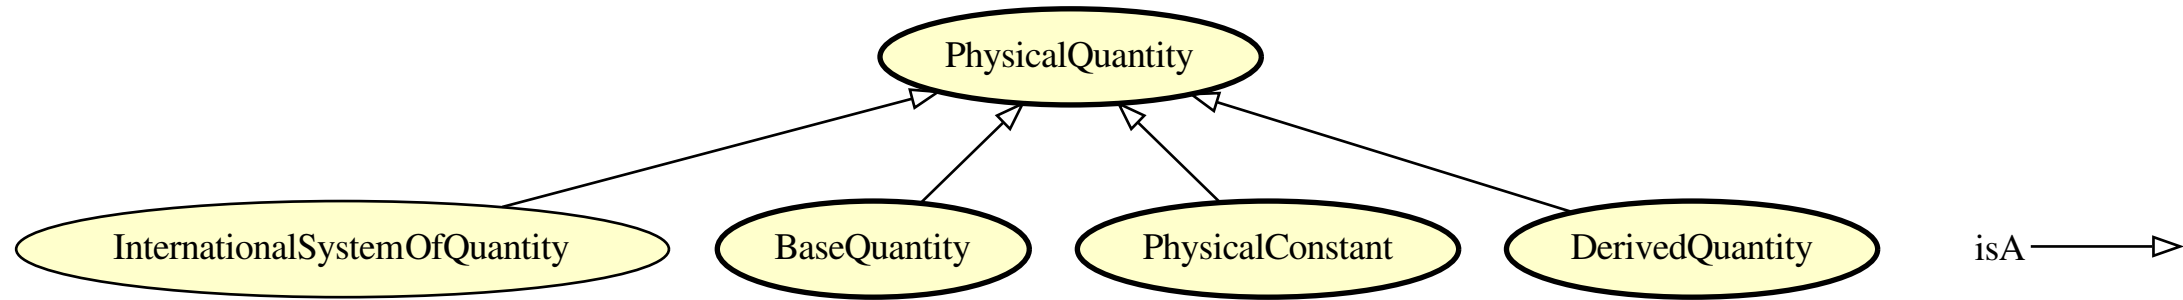 PhysicalQuantity
InternationalSystemOfQuantity
BaseQuantity
PhysicalConstant
DerivedQuantity
isA